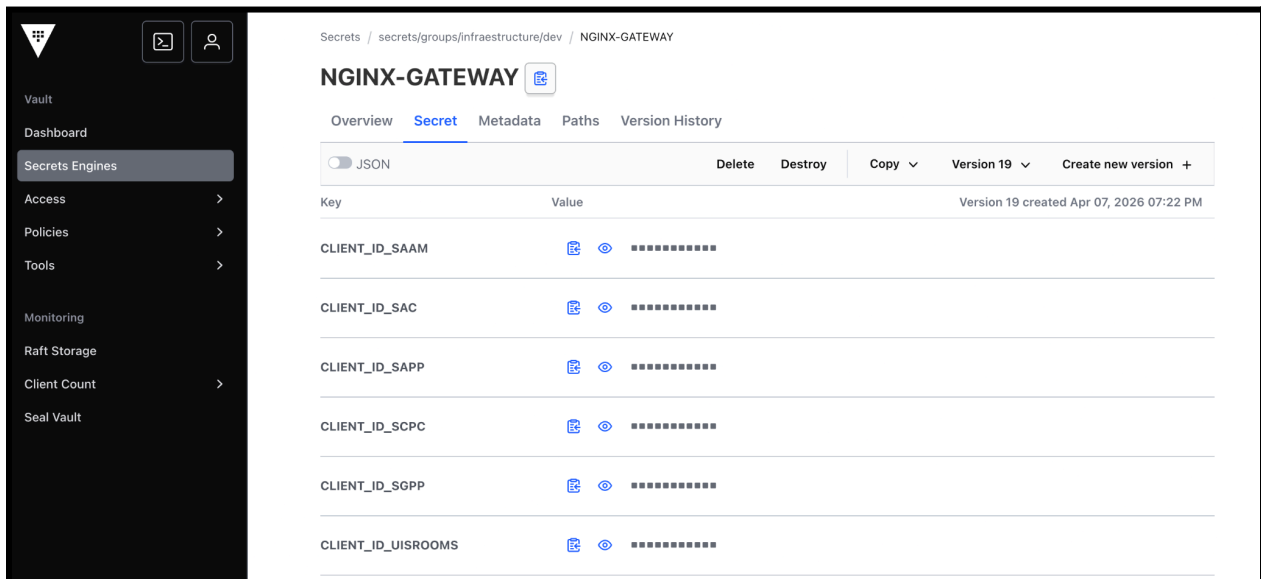 Secrets / secrets/groups/infraestructure/dev / NGINX-GATEWAY
NGINX-GATEWAY
Vault
Dashboard
Secrets Engines
Access
Policies
Tools
Monitoring
Raft Storage
Client Count
Seal Vault
Overview Secret Metadata Paths Version History
JSON Delete Destroy Copy Version 19 Create new version +
Key Value Version 19 created Apr 07, 2026 07:22 PM
CLIENT_ID_SAAM
CLIENT_ID_SAC
CLIENT_ID_SAPP
CLIENT_ID_SCPC
CLIENT_ID_SGPP
CLIENT_ID_UISROOMS